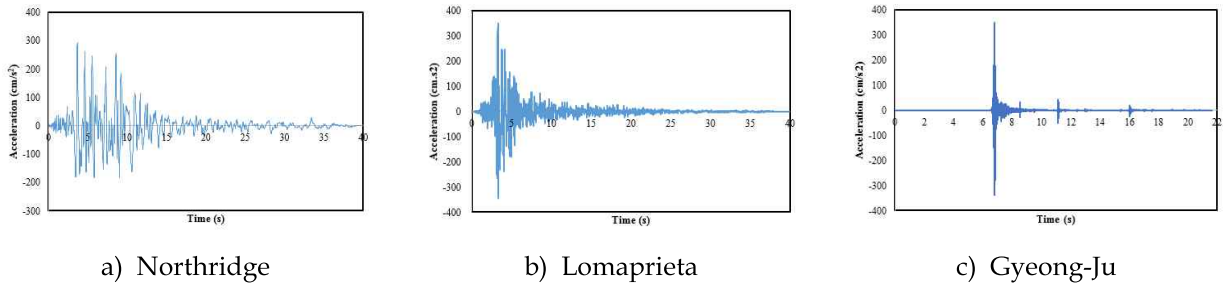 400
300
200
100
0
-100
-200
-300
0 5 10 15 20 25 30 35 40
Acceleration (cm/s²)
Time (s)
a) Northridge
400
300
200
100
0
-100
-200
-300
-400
0 5 10 15 20 25 30 35 40
Acceleration (cm.s2)
Time (s)
b) Lomaprieta
400
300
200
100
0
-100
-200
-300
-400
0 2 4 6 8 10 12 14 16 18 20 22
Acceleration (cm/s2)
Time (s)
c) Gyeong-Ju